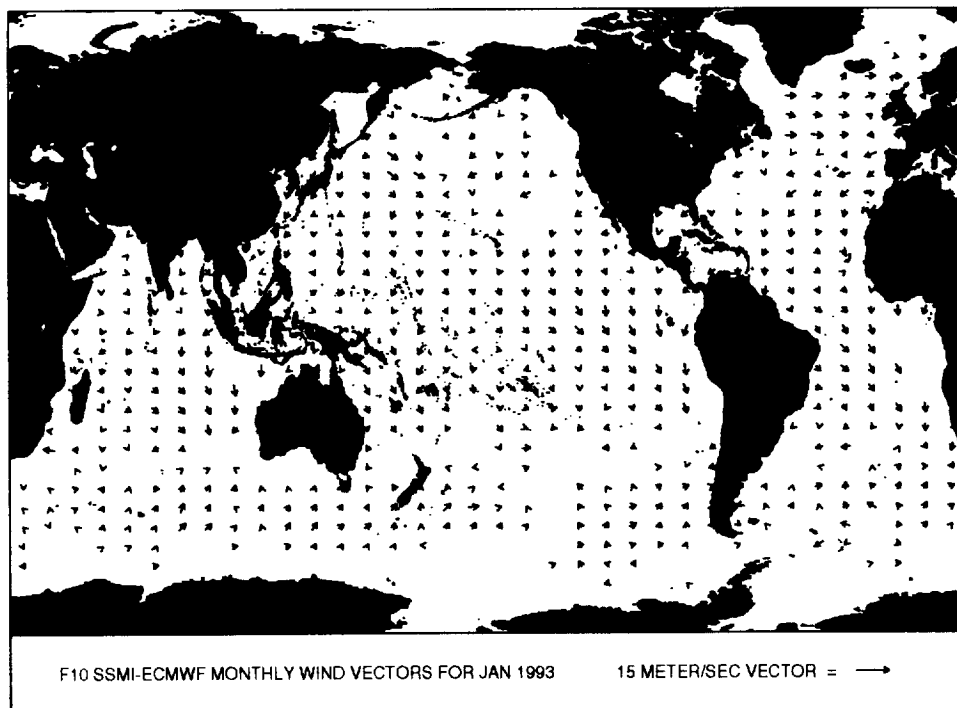 F10 SSMI-ECMWF MONTHLY WIND VECTORS FOR JAN 1993 15 METER/SEC VECTOR =